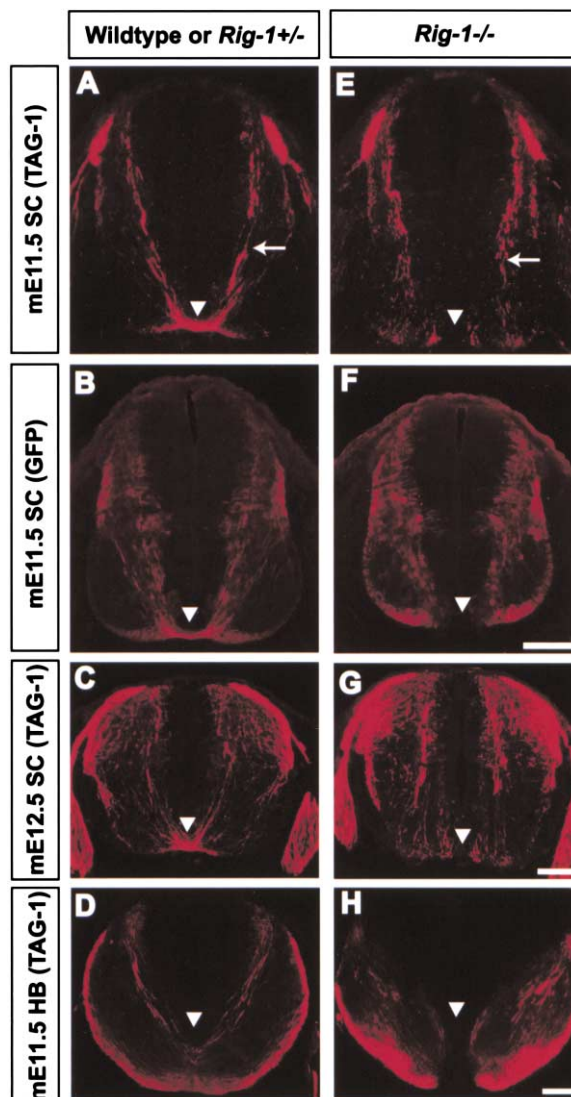 Wildtype or Rig-1+/-
Rig-1-/-
mE11.5 SC (TAG-1)
A
E
mE11.5 SC (GFP)
B
F
mE12.5 SC (TAG-1)
C
G
mE11.5 HB (TAG-1)
D
H